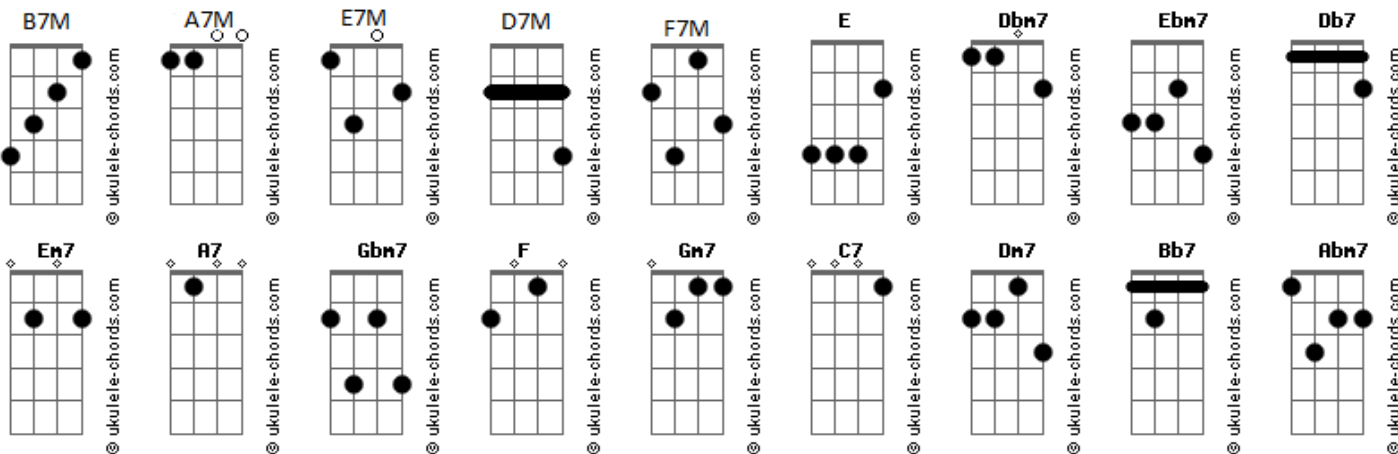 B7M A7M E7M D7M F7M E Dbm7 Ebm7 Db7
© ukulele-chords.com © ukulele-chords.com © ukulele-chords.com © ukulele-chords.com © ukulele-chords.com © ukulele-chords.com © ukulele-chords.com © ukulele-chords.com © ukulele-chords.com
Em7 A7 Gbm7 F Gm7 C7 Dm7 Bb7 Abm7
© ukulele-chords.com © ukulele-chords.com © ukulele-chords.com © ukulele-chords.com © ukulele-chords.com © ukulele-chords.com © ukulele-chords.com © ukulele-chords.com © ukulele-chords.com